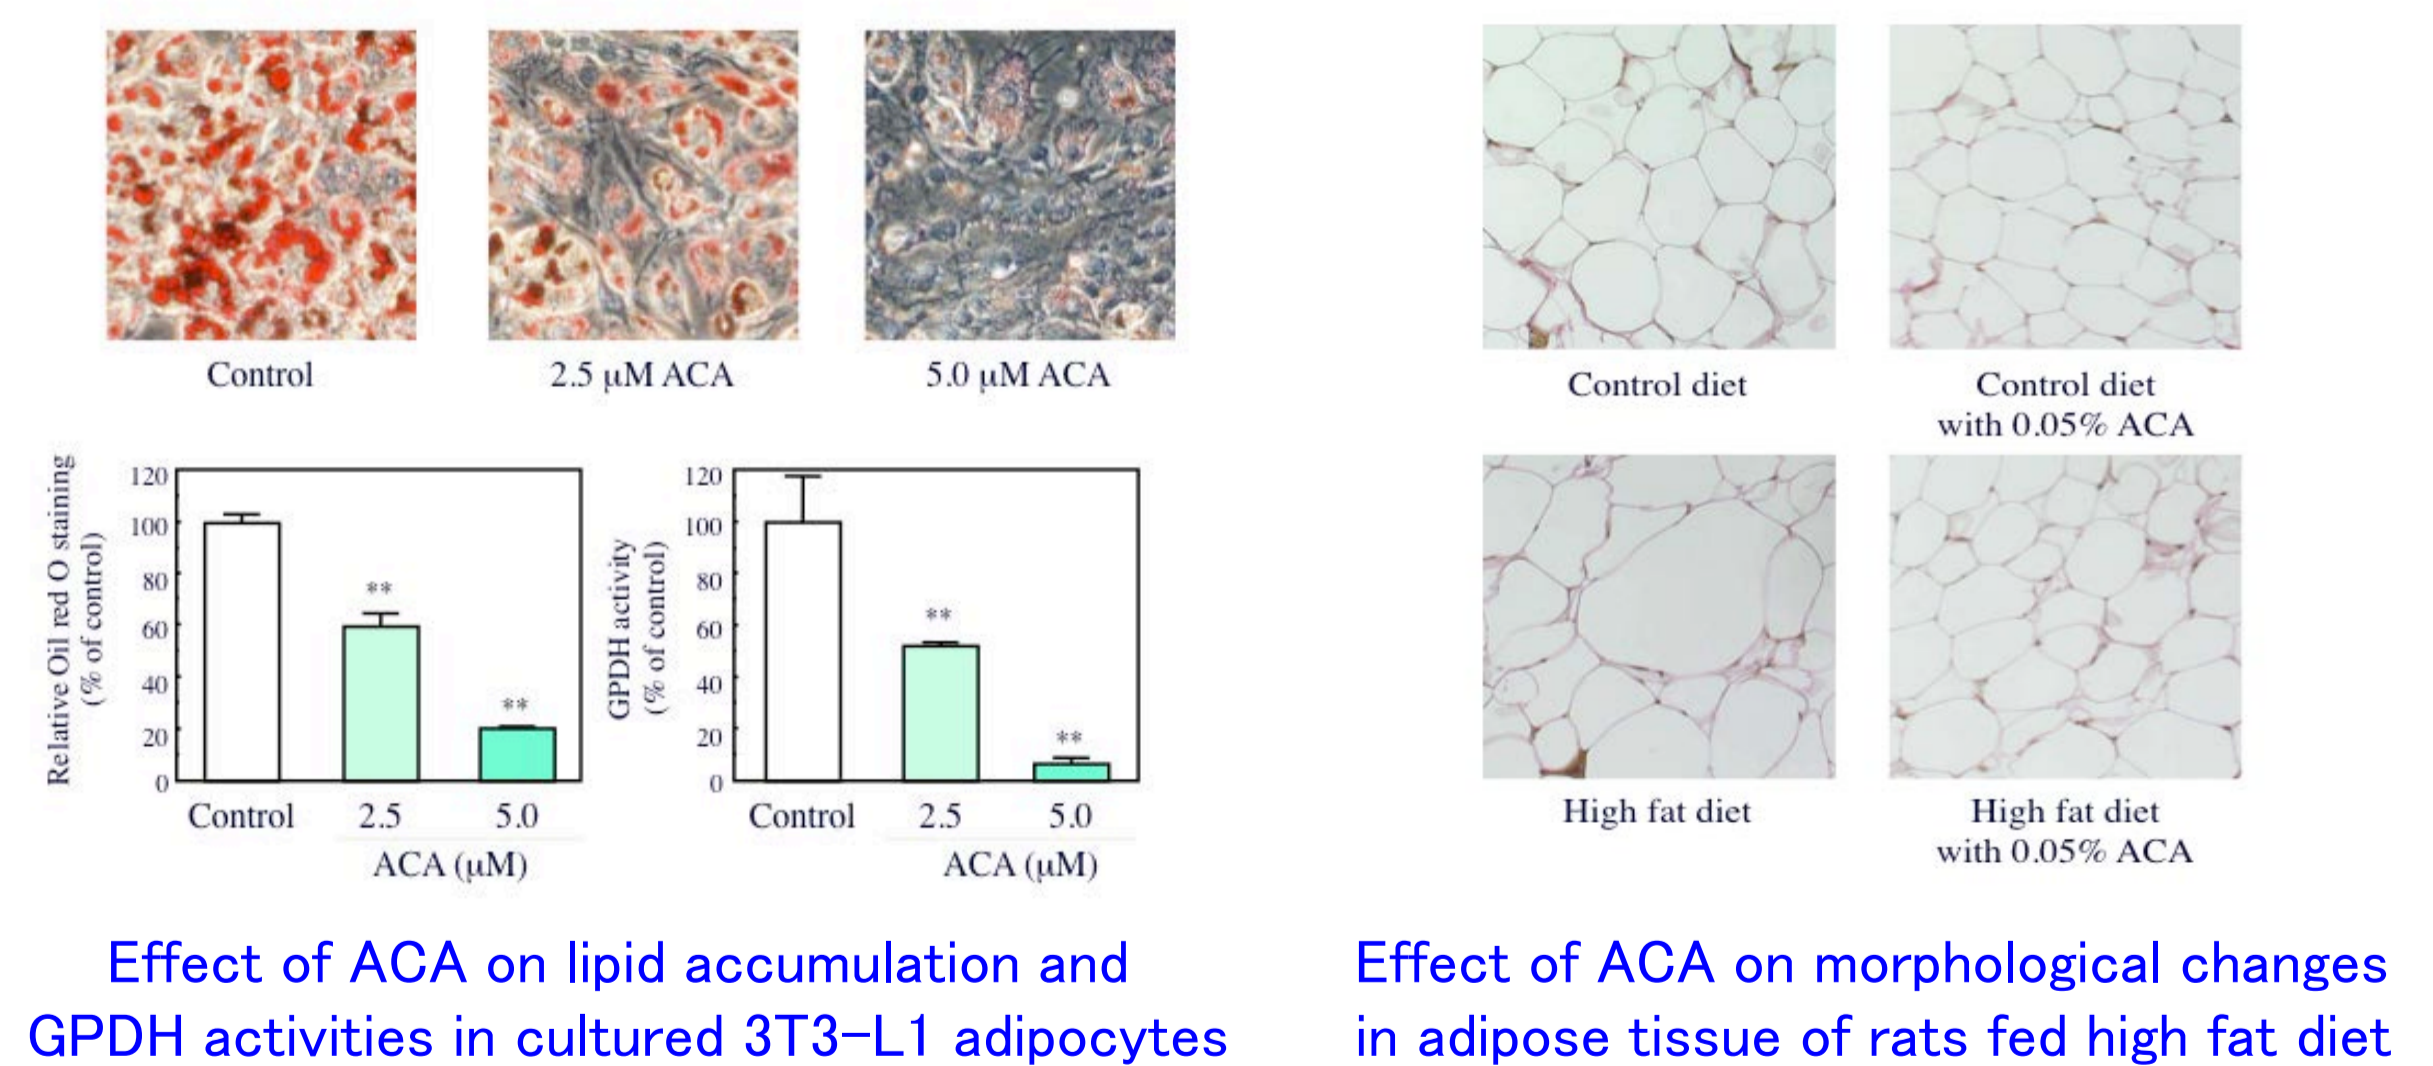 Control
2.5 μM ACA
5.0 μM ACA
Relative Oil red O staining
(% of control)
120
100
80
60
40
20
0
**
**
Control
2.5
5.0
ACA (μM)
GPDH activity
(% of control)
120
100
80
60
40
20
0
**
**
Control
2.5
5.0
ACA (μM)
Effect of ACA on lipid accumulation and
GPDH activities in cultured 3T3-L1 adipocytes
Control diet
Control diet
with 0.05% ACA
High fat diet
High fat diet
with 0.05% ACA
Effect of ACA on morphological changes
in adipose tissue of rats fed high fat diet